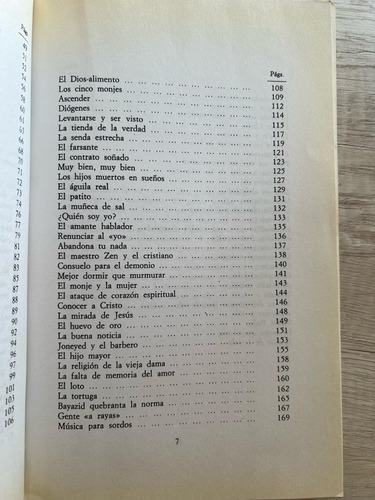 Págs.
El Dios-alimento ... 108
Los cinco monjes ... 109
Ascender ... 112
Diógenes ... 114
Levantarse y ser visto ... 115
La tienda de la verdad ... 117
La senda estrecha ... 119
El farsante ... 121
El contrato soñado ... 123
Muy bien, muy bien ... 125
Los hijos muertos en sueños ... 127
El águila real ... 129
El patito ... 131
La muñeca de sal ... 132
¿Quién soy yo? ... 133
El amante hablador ... 135
Renunciar al «yo» ... 136
Abandona tu nada ... 137
El maestro Zen y el cristiano ... 138
Consuelo para el demonio ... 140
Mejor dormir que murmurar ... 141
El monje y la mujer ...
El ataque de corazón espiritual ... 144
Conocer a Cristo ... 146
La mirada de Jesús ... 148
El huevo de oro ... 149
La buena noticia ... 151
Joneyed y el barbero ... 153
El hijo mayor ... 155
La religión de la vieja dama ... 158
La falta de memoria del amor ... 159
El loto ... 160
La tortuga ... 162
Bayazid quebranta la norma ... 165
Gente «a rayas» ... 167
Música para sordos ... 169
7